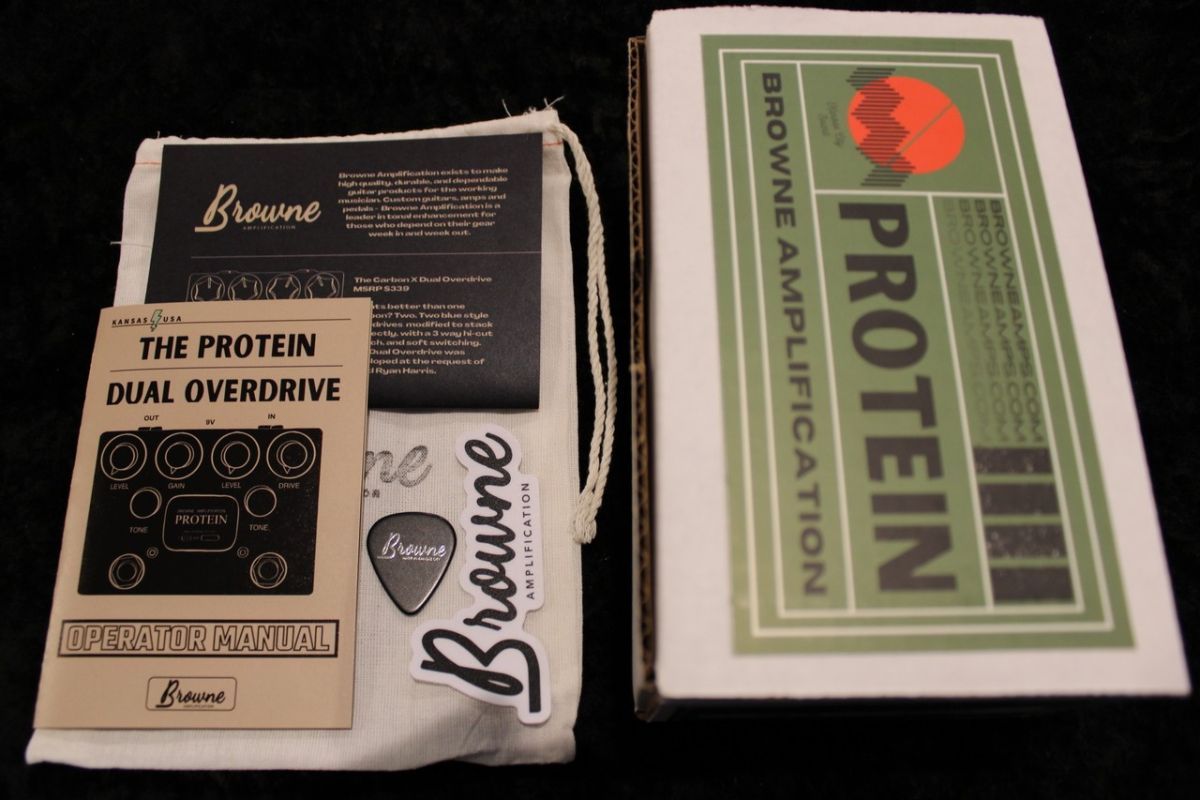 Browne
AMPLIFICATION
Browne Amplification exists to make
high quality, durable, and dependable
guitar products for the working
musician. Custom guitars, amps and
pedals - Browne Amplification is a
leader in tonal enhancement for
those who depend on their gear
week in and week out.
The Carbon X Dual Overdrive
MSRP $339
better than one
Two. Two blue style
drives modified to stack
with a 3 way hi-cut
and soft switching.
Dual Overdrive was
at the request of
Ryan Harris.
KANSAS USA
THE PROTEIN
DUAL OVERDRIVE
OUT 9V IN
LEVEL GAIN LEVEL DRIVE
TONE TONE
PROTEIN
OPERATOR MANUAL
Browne
AMPLIFICATION
Browne
Browne
AMPLIFICATION
BROWNEAMPS.COM
BROWNEAMPS.COM
BROWNEAMPS.COM
BROWNEAMPS.COM
PROTEIN
BROWNE AMPLIFICATION